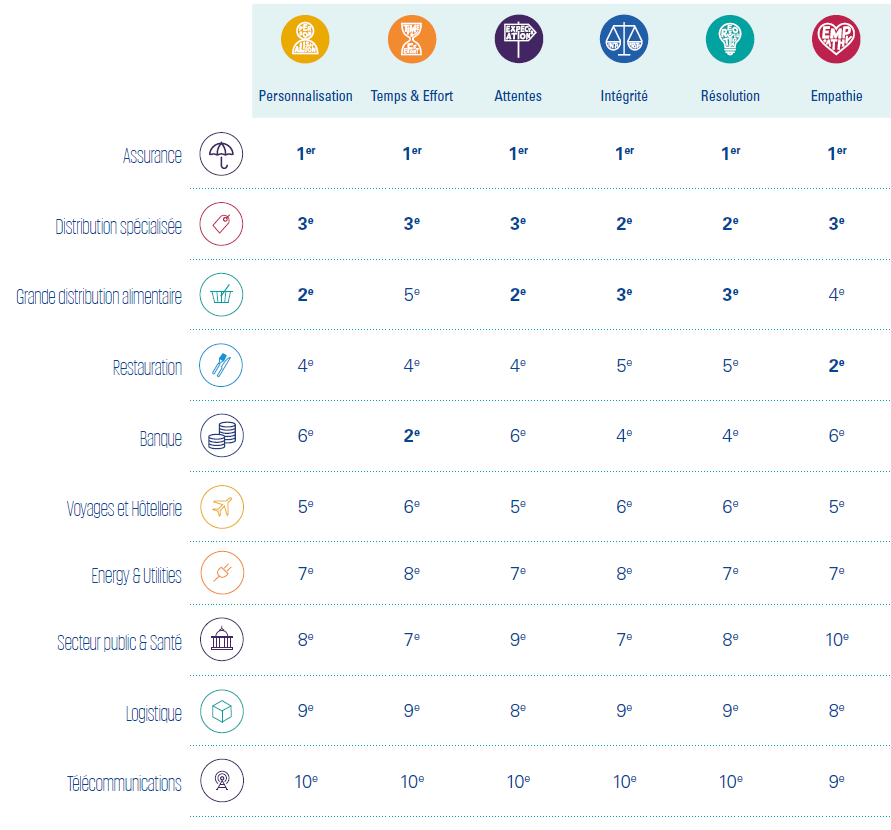 Personnalisation Temps & Effort Attentes Intégrité Résolution Empathie
Assurance 1er 1er 1er 1er 1er 1er
Distribution spécialisée 3e 3e 3e 2e 2e 3e
Grande distribution alimentaire 2e 5e 2e 3e 3e 4e
Restauration 4e 4e 4e 5e 5e 2e
Banque 6e 2e 6e 4e 4e 6e
Voyages et Hôtellerie 5e 6e 5e 6e 6e 5e
Energy & Utilities 7e 8e 7e 8e 7e 7e
Secteur public & Santé 8e 7e 9e 7e 8e 10e
Logistique 9e 9e 8e 9e 9e 8e
Télécommunications 10e 10e 10e 10e 10e 9e